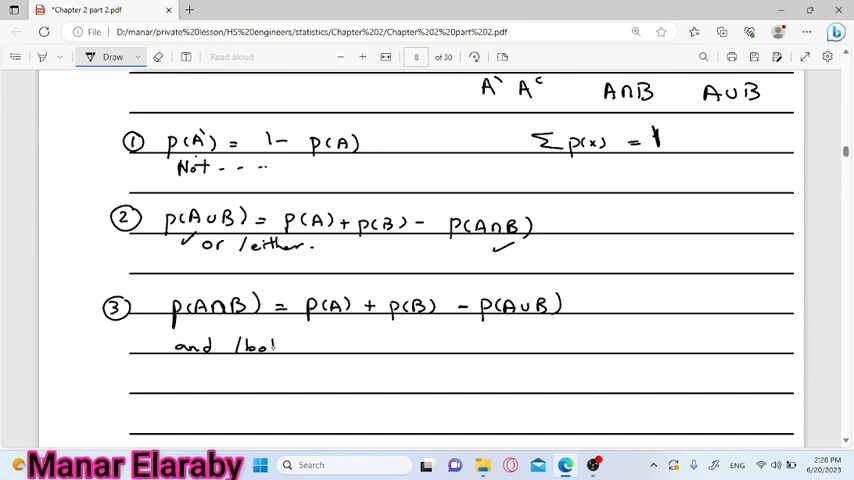 *Chapter 2 part 2.pdf
File D:/manar/private%20lesson/HS%20engineers/statistics/Chapter%202/Chapter%202%20part%202.pdf
Draw Read aloud 8 of 30
A` Aᶜ A∩B A∪B
① p(A`) = 1 - p(A) Σ p(x) = 1
Not - - - -
② p(A∪B) = p(A) + p(B) - p(A∩B)
✓ or /either. ✓
③ p(A∩B) = p(A) + p(B) - p(A∪B)
and /bot
Manar Elaraby Search ENG 2:28 PM
6/20/2023